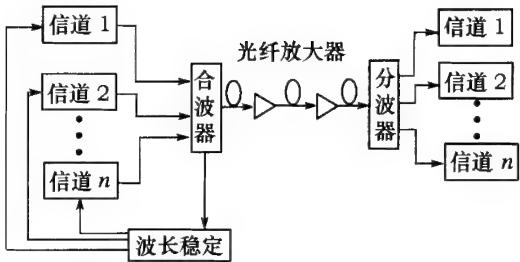 信道 1
信道 2
信道 n
合波器
光纤放大器
分波器
信道 1
信道 2
信道 n
波长稳定